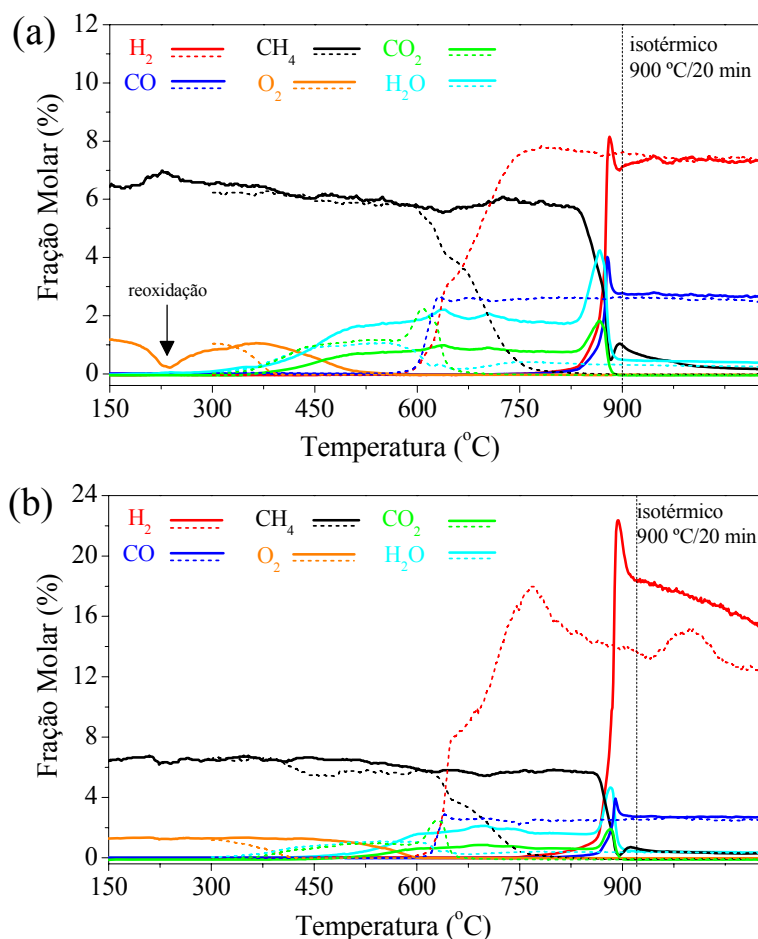 (a)
12
10
8
6
4
2
0
Fração Molar (%)
H2 CH4 CO2
CO O2 H2O
isotérmico
900 ºC/20 min
reoxidação
150 300 450 600 750 900
Temperatura (°C)
(b)
24
20
16
12
8
4
0
Fração Molar (%)
H2 CH4 CO2
CO O2 H2O
isotérmico
900 ºC/20 min
150 300 450 600 750 900
Temperatura (°C)